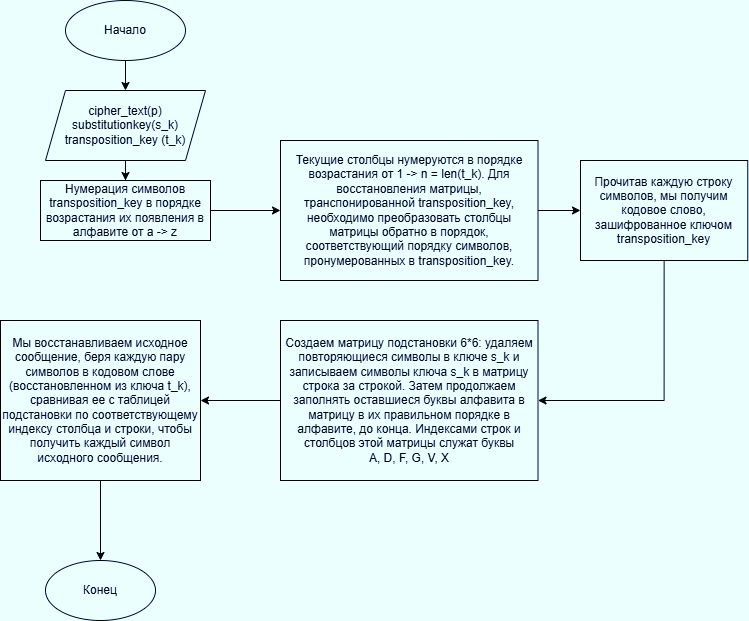 Начало
cipher_text(p)
substitutionkey(s_k)
transposition_key (t_k)
Нумерация символов
transposition_key в порядке
возрастания их появления в
алфавите от a -> z
Текущие столбцы нумеруются в порядке
возрастания от 1 -> n = len(t_k). Для
восстановления матрицы,
транспонированной transposition_key,
необходимо преобразовать столбцы
матрицы обратно в порядок,
соответствующий порядку символов,
пронумерованных в transposition_key.
Прочитав каждую строку
символов, мы получим
кодовое слово,
зашифрованное ключом
transposition_key
Создаем матрицу подстановки 6*6: удаляем
повторяющиеся символы в ключе s_k и
записываем символы ключа s_k в матрицу
строка за строкой. Затем продолжаем
заполнять оставшиеся буквы алфавита в
матрицу в их правильном порядке в
алфавите, до конца. Индексами строк и
столбцов этой матрицы служат буквы
A, D, F, G, V, X
Мы восстанавливаем исходное
сообщение, беря каждую пару
символов в кодовом слове
(восстановленном из ключа t_k),
сравнивая ее с таблицей
подстановки по соответствующему
индексу столбца и строки, чтобы
получить каждый символ
исходного сообщения.
Конец